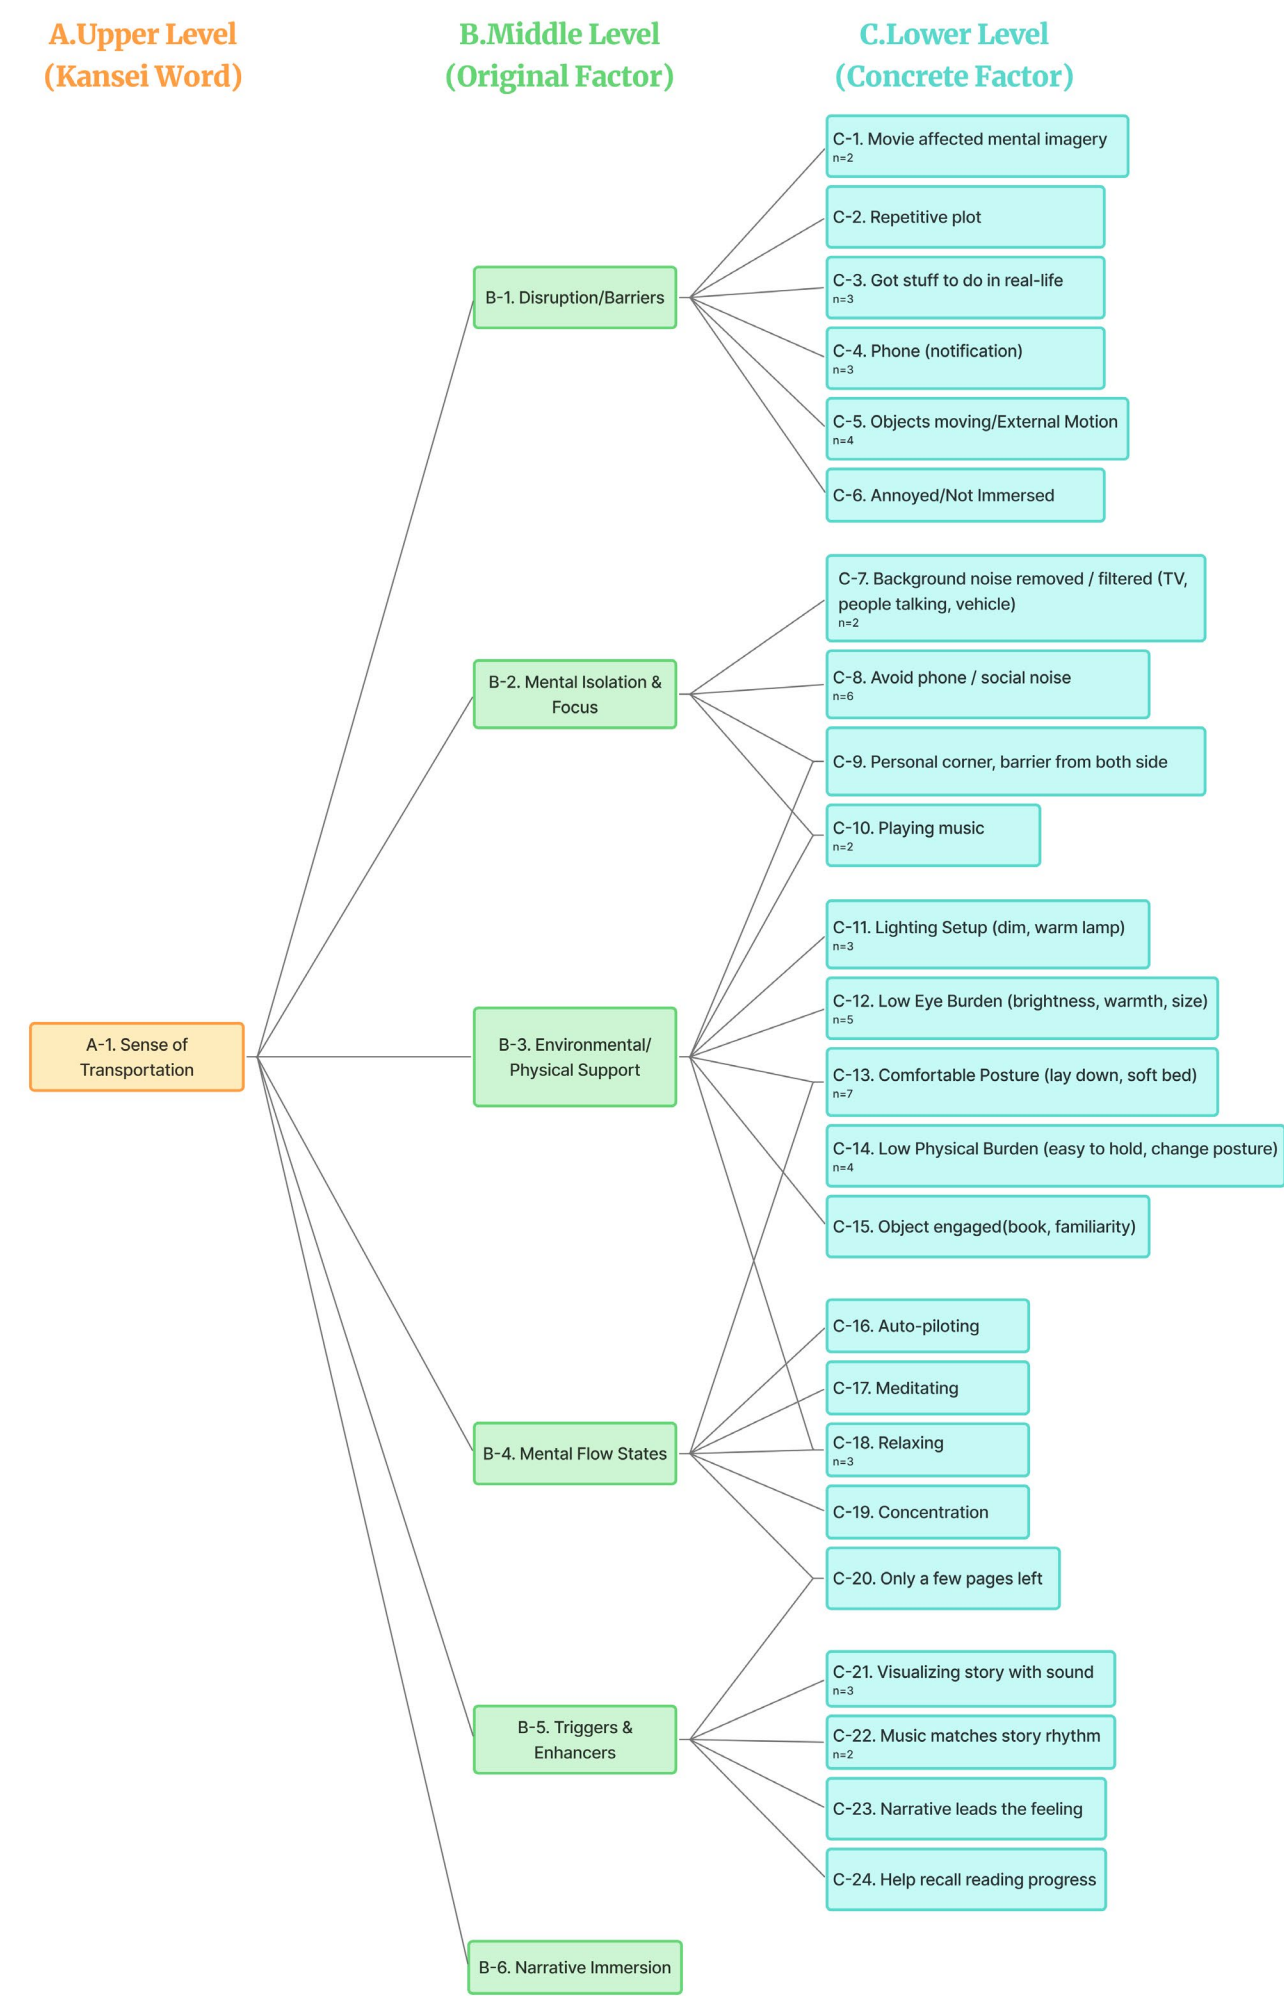 A.Upper Level
(Kansei Word)
B.Middle Level
(Original Factor)
C.Lower Level
(Concrete Factor)
A-1. Sense of
Transportation
B-1. Disruption/Barriers
B-2. Mental Isolation &
Focus
B-3. Environmental/
Physical Support
B-4. Mental Flow States
B-5. Triggers &
Enhancers
B-6. Narrative Immersion
C-1. Movie affected mental imagery
n=2
C-2. Repetitive plot
C-3. Got stuff to do in real-life
n=3
C-4. Phone (notification)
n=3
C-5. Objects moving/External Motion
n=4
C-6. Annoyed/Not Immersed
C-7. Background noise removed / filtered (TV,
people talking, vehicle)
n=2
C-8. Avoid phone / social noise
n=6
C-9. Personal corner, barrier from both side
C-10. Playing music
n=2
C-11. Lighting Setup (dim, warm lamp)
n=3
C-12. Low Eye Burden (brightness, warmth, size)
n=5
C-13. Comfortable Posture (lay down, soft bed)
n=7
C-14. Low Physical Burden (easy to hold, change posture)
n=4
C-15. Object engaged(book, familiarity)
C-16. Auto-piloting
C-17. Meditating
C-18. Relaxing
n=3
C-19. Concentration
C-20. Only a few pages left
C-21. Visualizing story with sound
n=3
C-22. Music matches story rhythm
n=2
C-23. Narrative leads the feeling
C-24. Help recall reading progress